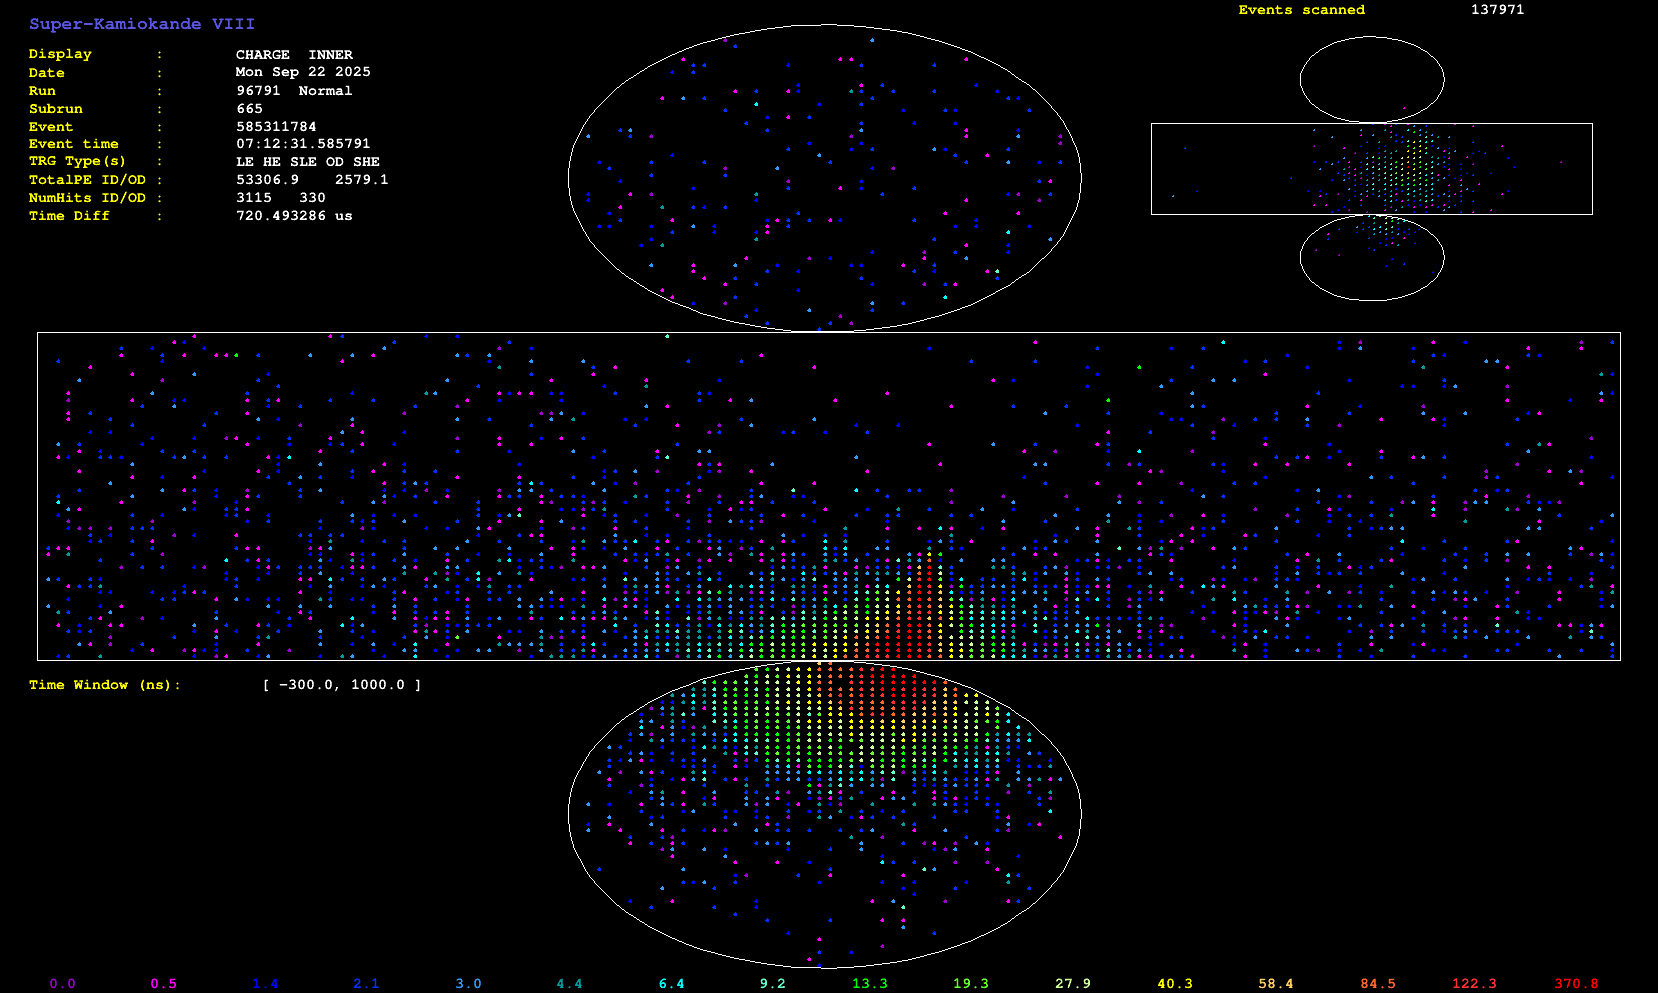 Super-Kamiokande VIII
Events scanned 137971
Display : CHARGE INNER
Date : Mon Sep 22 2025
Run : 96791 Normal
Subrun : 665
Event : 585311784
Event time : 07:12:31.585791
TRG Type(s) : LE HE SLE OD SHE
TotalPE ID/OD : 53306.9 2579.1
NumHits ID/OD : 3115 330
Time Diff : 720.493286 us
Time Window (ns): [ -300.0, 1000.0 ]
0.0 0.5 1.4 2.1 3.0 4.4 6.4 9.2 13.3 19.3 27.9 40.3 58.4 84.5 122.3 370.8